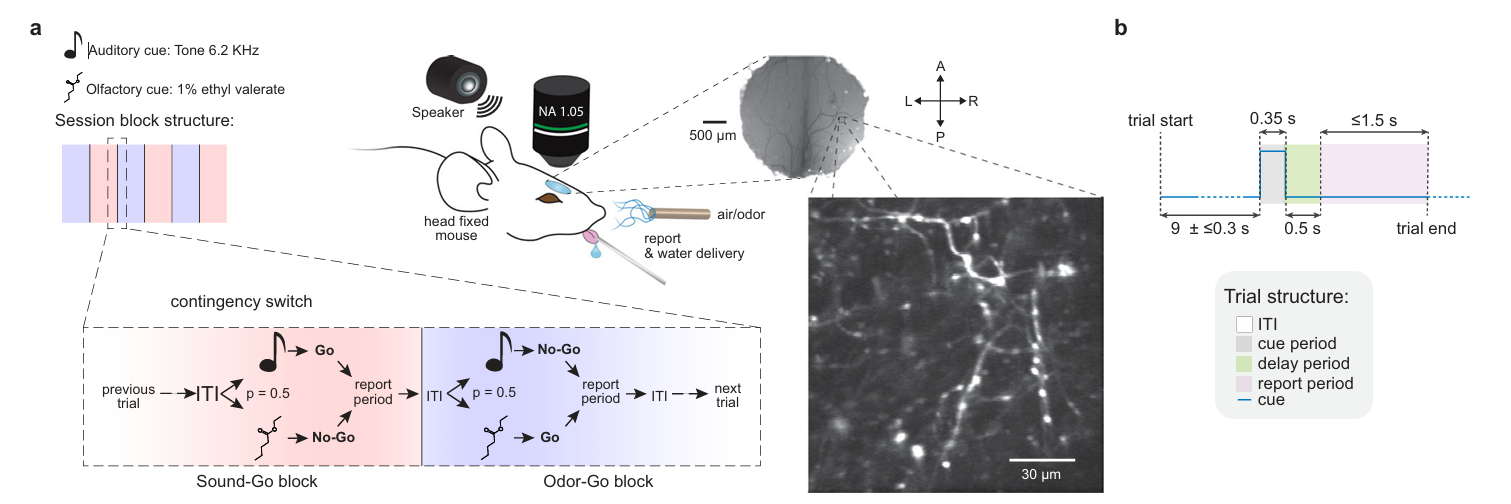 a
Auditory cue: Tone 6.2 KHz
Olfactory cue: 1% ethyl valerate
Session block structure:
Speaker
NA 1.05
head fixed
mouse
air/odor
report
& water delivery
500 µm
A
L
R
P
30 µm
contingency switch
previous
trial
ITI
p = 0.5
Go
No-Go
report
period
ITI
p = 0.5
No-Go
Go
report
period
ITI
next
trial
Sound-Go block
Odor-Go block
b
trial start
0.35 s
≤1.5 s
9 ± ≤0.3 s
0.5 s
trial end
Trial structure:
ITI
cue period
delay period
report period
cue